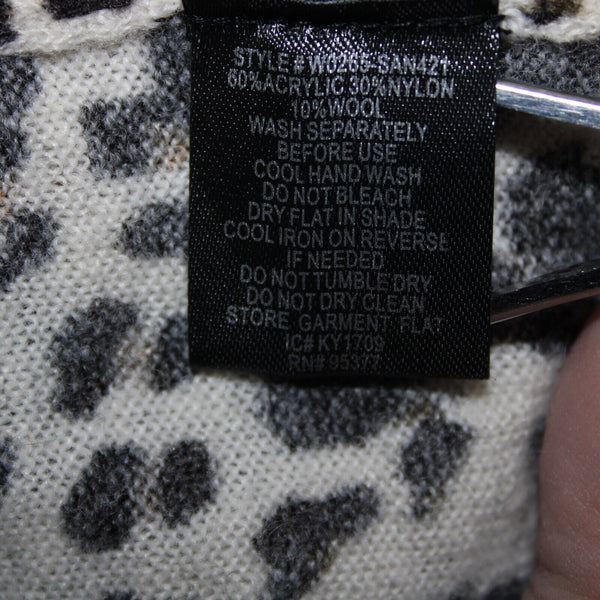 STYLE # W0265-SAN421
60%ACRYLIC 30%NYLON
10%WOOL
WASH SEPARATELY
BEFORE USE
COOL HAND WASH
DO NOT BLEACH
DRY FLAT IN SHADE
COOL IRON ON REVERSE
IF NEEDED
DO NOT TUMBLE DRY
DO NOT DRY CLEAN
STORE GARMENT FLAT
IC# KY1709
RN# 95377